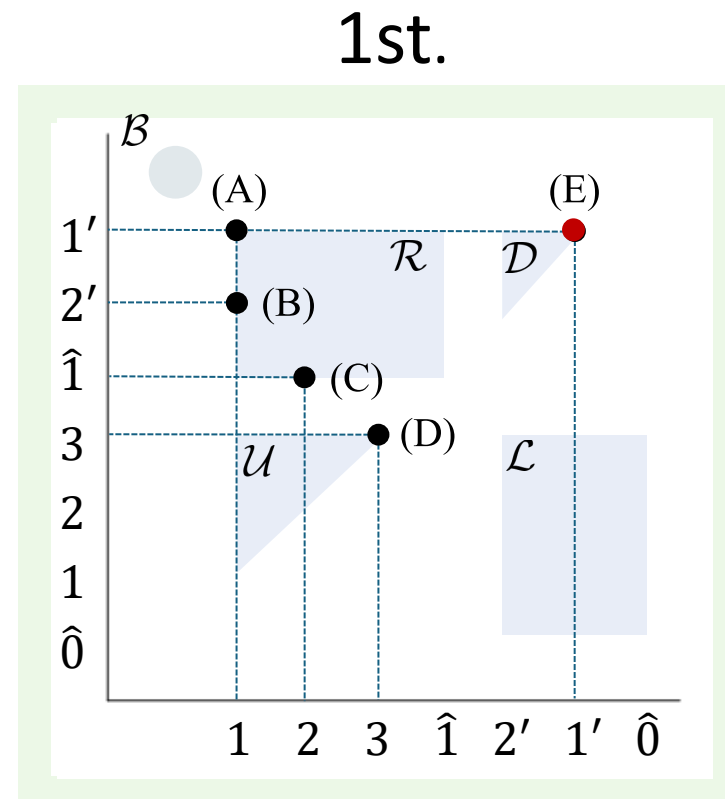 1st.
ℬ
(A) (E)
1′ ℛ 𝒟
2′ (B)
1̂ (C)
3 (D)
𝒰 ℒ
2
1
0̂
1 2 3 1̂ 2′ 1′ 0̂